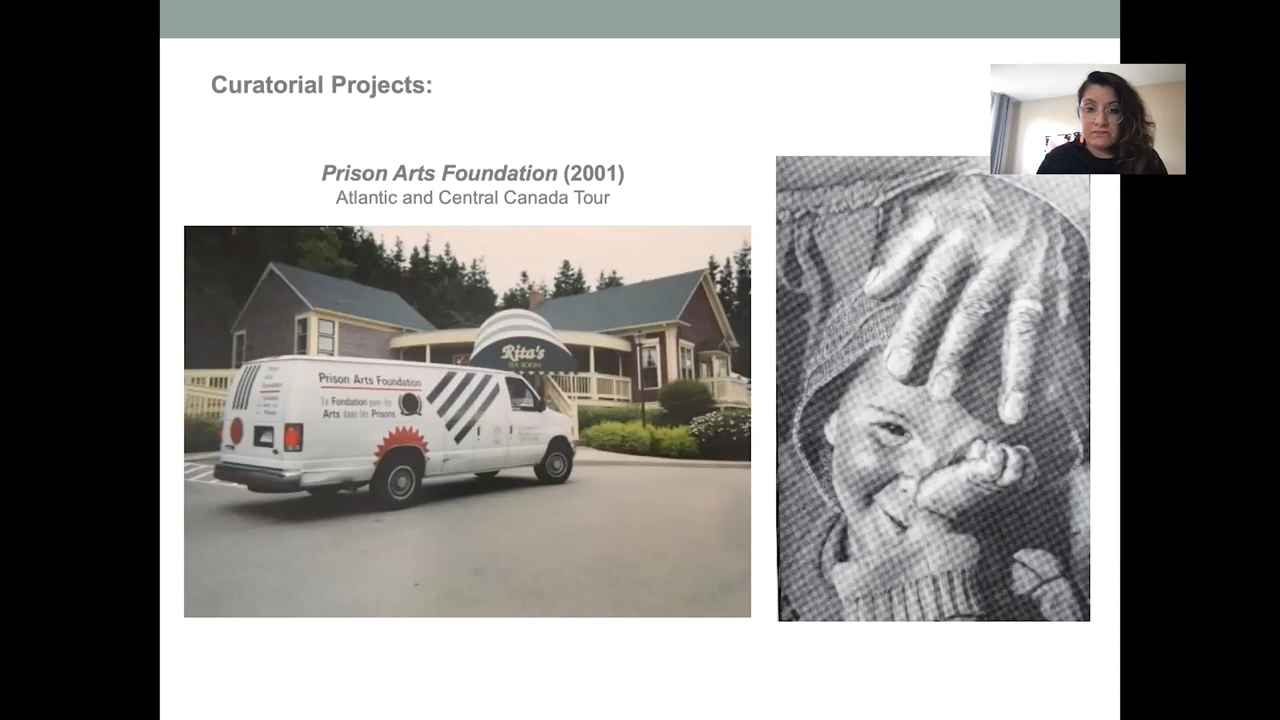 Curatorial Projects:
Prison Arts Foundation (2001)
Atlantic and Central Canada Tour
Rita's
TEA ROOM
Prison Arts Foundation
La Fondation pour les
Arts dans les Prisons